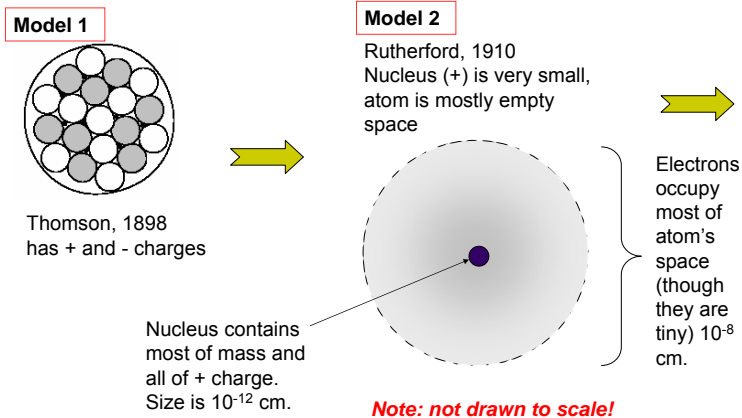 Model 1
Thomson, 1898
has + and - charges
Model 2
Rutherford, 1910
Nucleus (+) is very small,
atom is mostly empty
space
Electrons
occupy
most of
atom's
space
(though
they are
tiny) 10⁻⁸
cm.
Nucleus contains
most of mass and
all of + charge.
Size is 10⁻¹² cm.
Note: not drawn to scale!